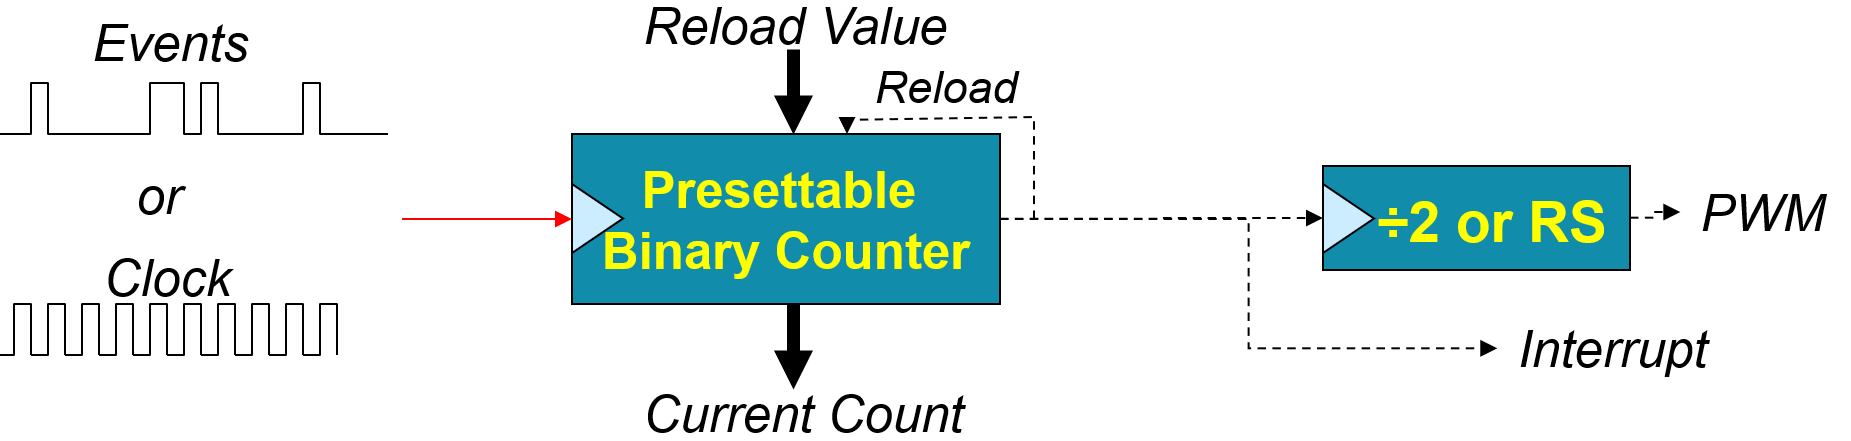 Events
or
Clock
Reload Value
Reload
Presettable
Binary Counter
Current Count
÷2 or RS
PWM
Interrupt